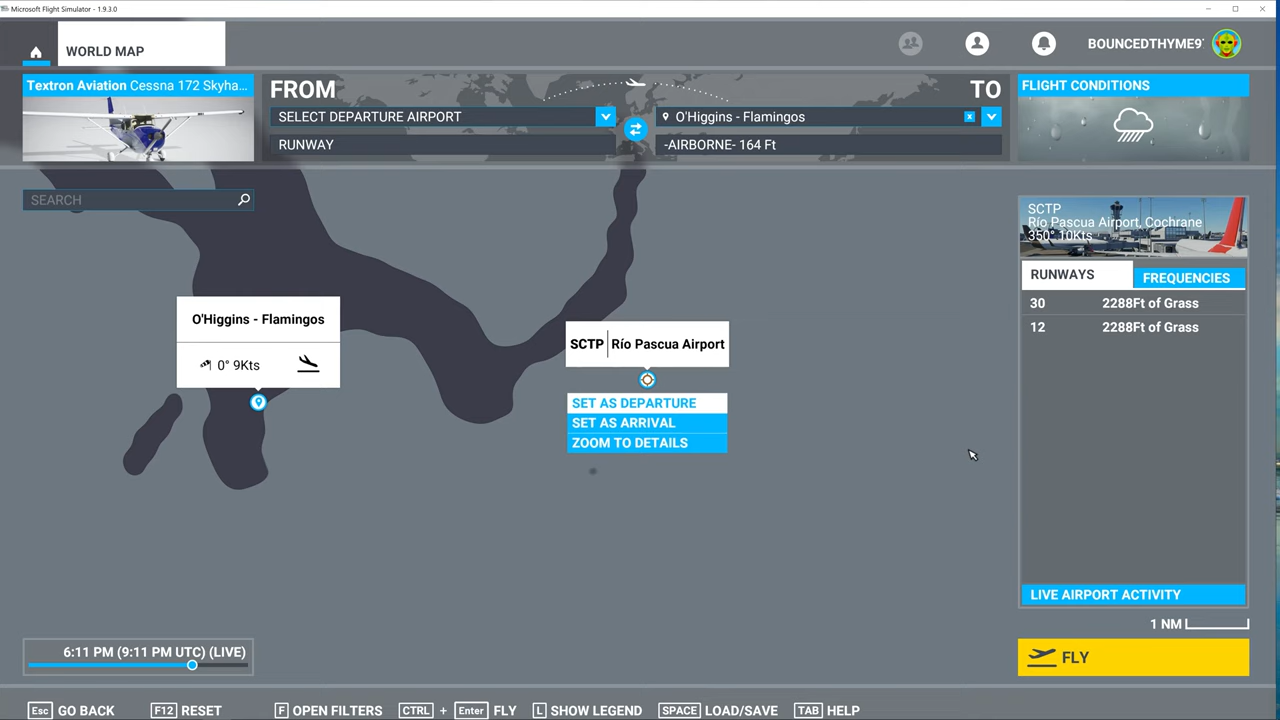 Microsoft Flight Simulator - 1.9.3.0
WORLD MAP
BOUNCEDTHYME9'
Textron Aviation Cessna 172 Skyha...
FROM
TO
SELECT DEPARTURE AIRPORT
RUNWAY
O'Higgins - Flamingos
x
-AIRBORNE- 164 Ft
FLIGHT CONDITIONS
SEARCH
SCTP
Río Pascua Airport, Cochrane
350° 10Kts
RUNWAYS
FREQUENCIES
30 2288Ft of Grass
12 2288Ft of Grass
O'Higgins - Flamingos
0° 9Kts
SCTP | Río Pascua Airport
SET AS DEPARTURE
SET AS ARRIVAL
ZOOM TO DETAILS
LIVE AIRPORT ACTIVITY
1 NM
6:11 PM (9:11 PM UTC) (LIVE)
FLY
Esc GO BACK F12 RESET F OPEN FILTERS CTRL + Enter FLY L SHOW LEGEND SPACE LOAD/SAVE TAB HELP